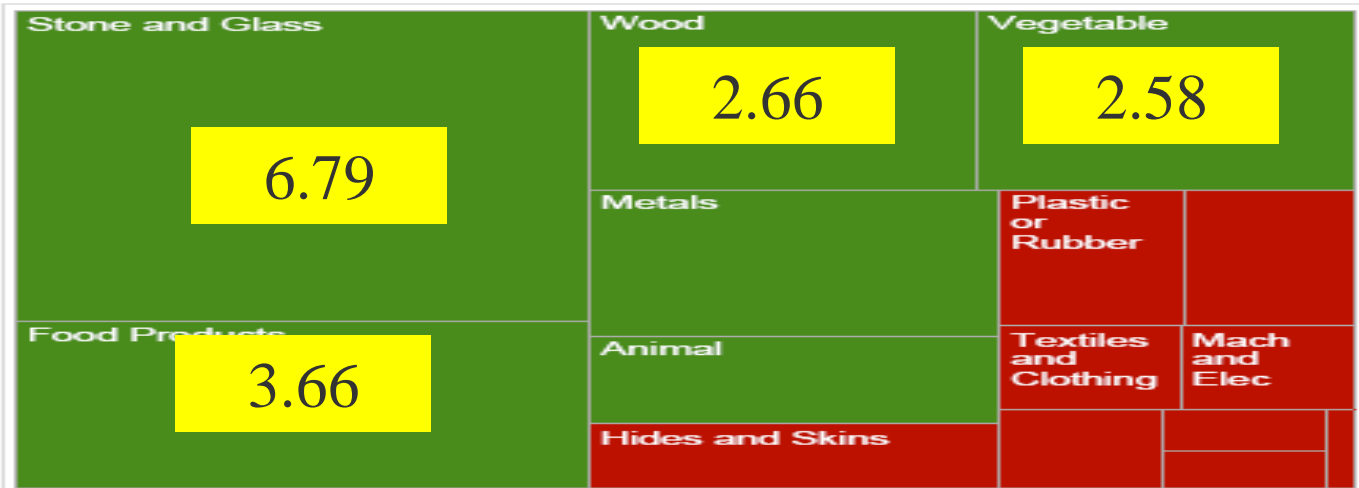 Stone and Glass
6.79
Food Products
3.66
Wood
2.66
Vegetable
2.58
Metals
Animal
Hides and Skins
Plastic
or
Rubber
Textiles
and
Clothing
Mach
and
Elec